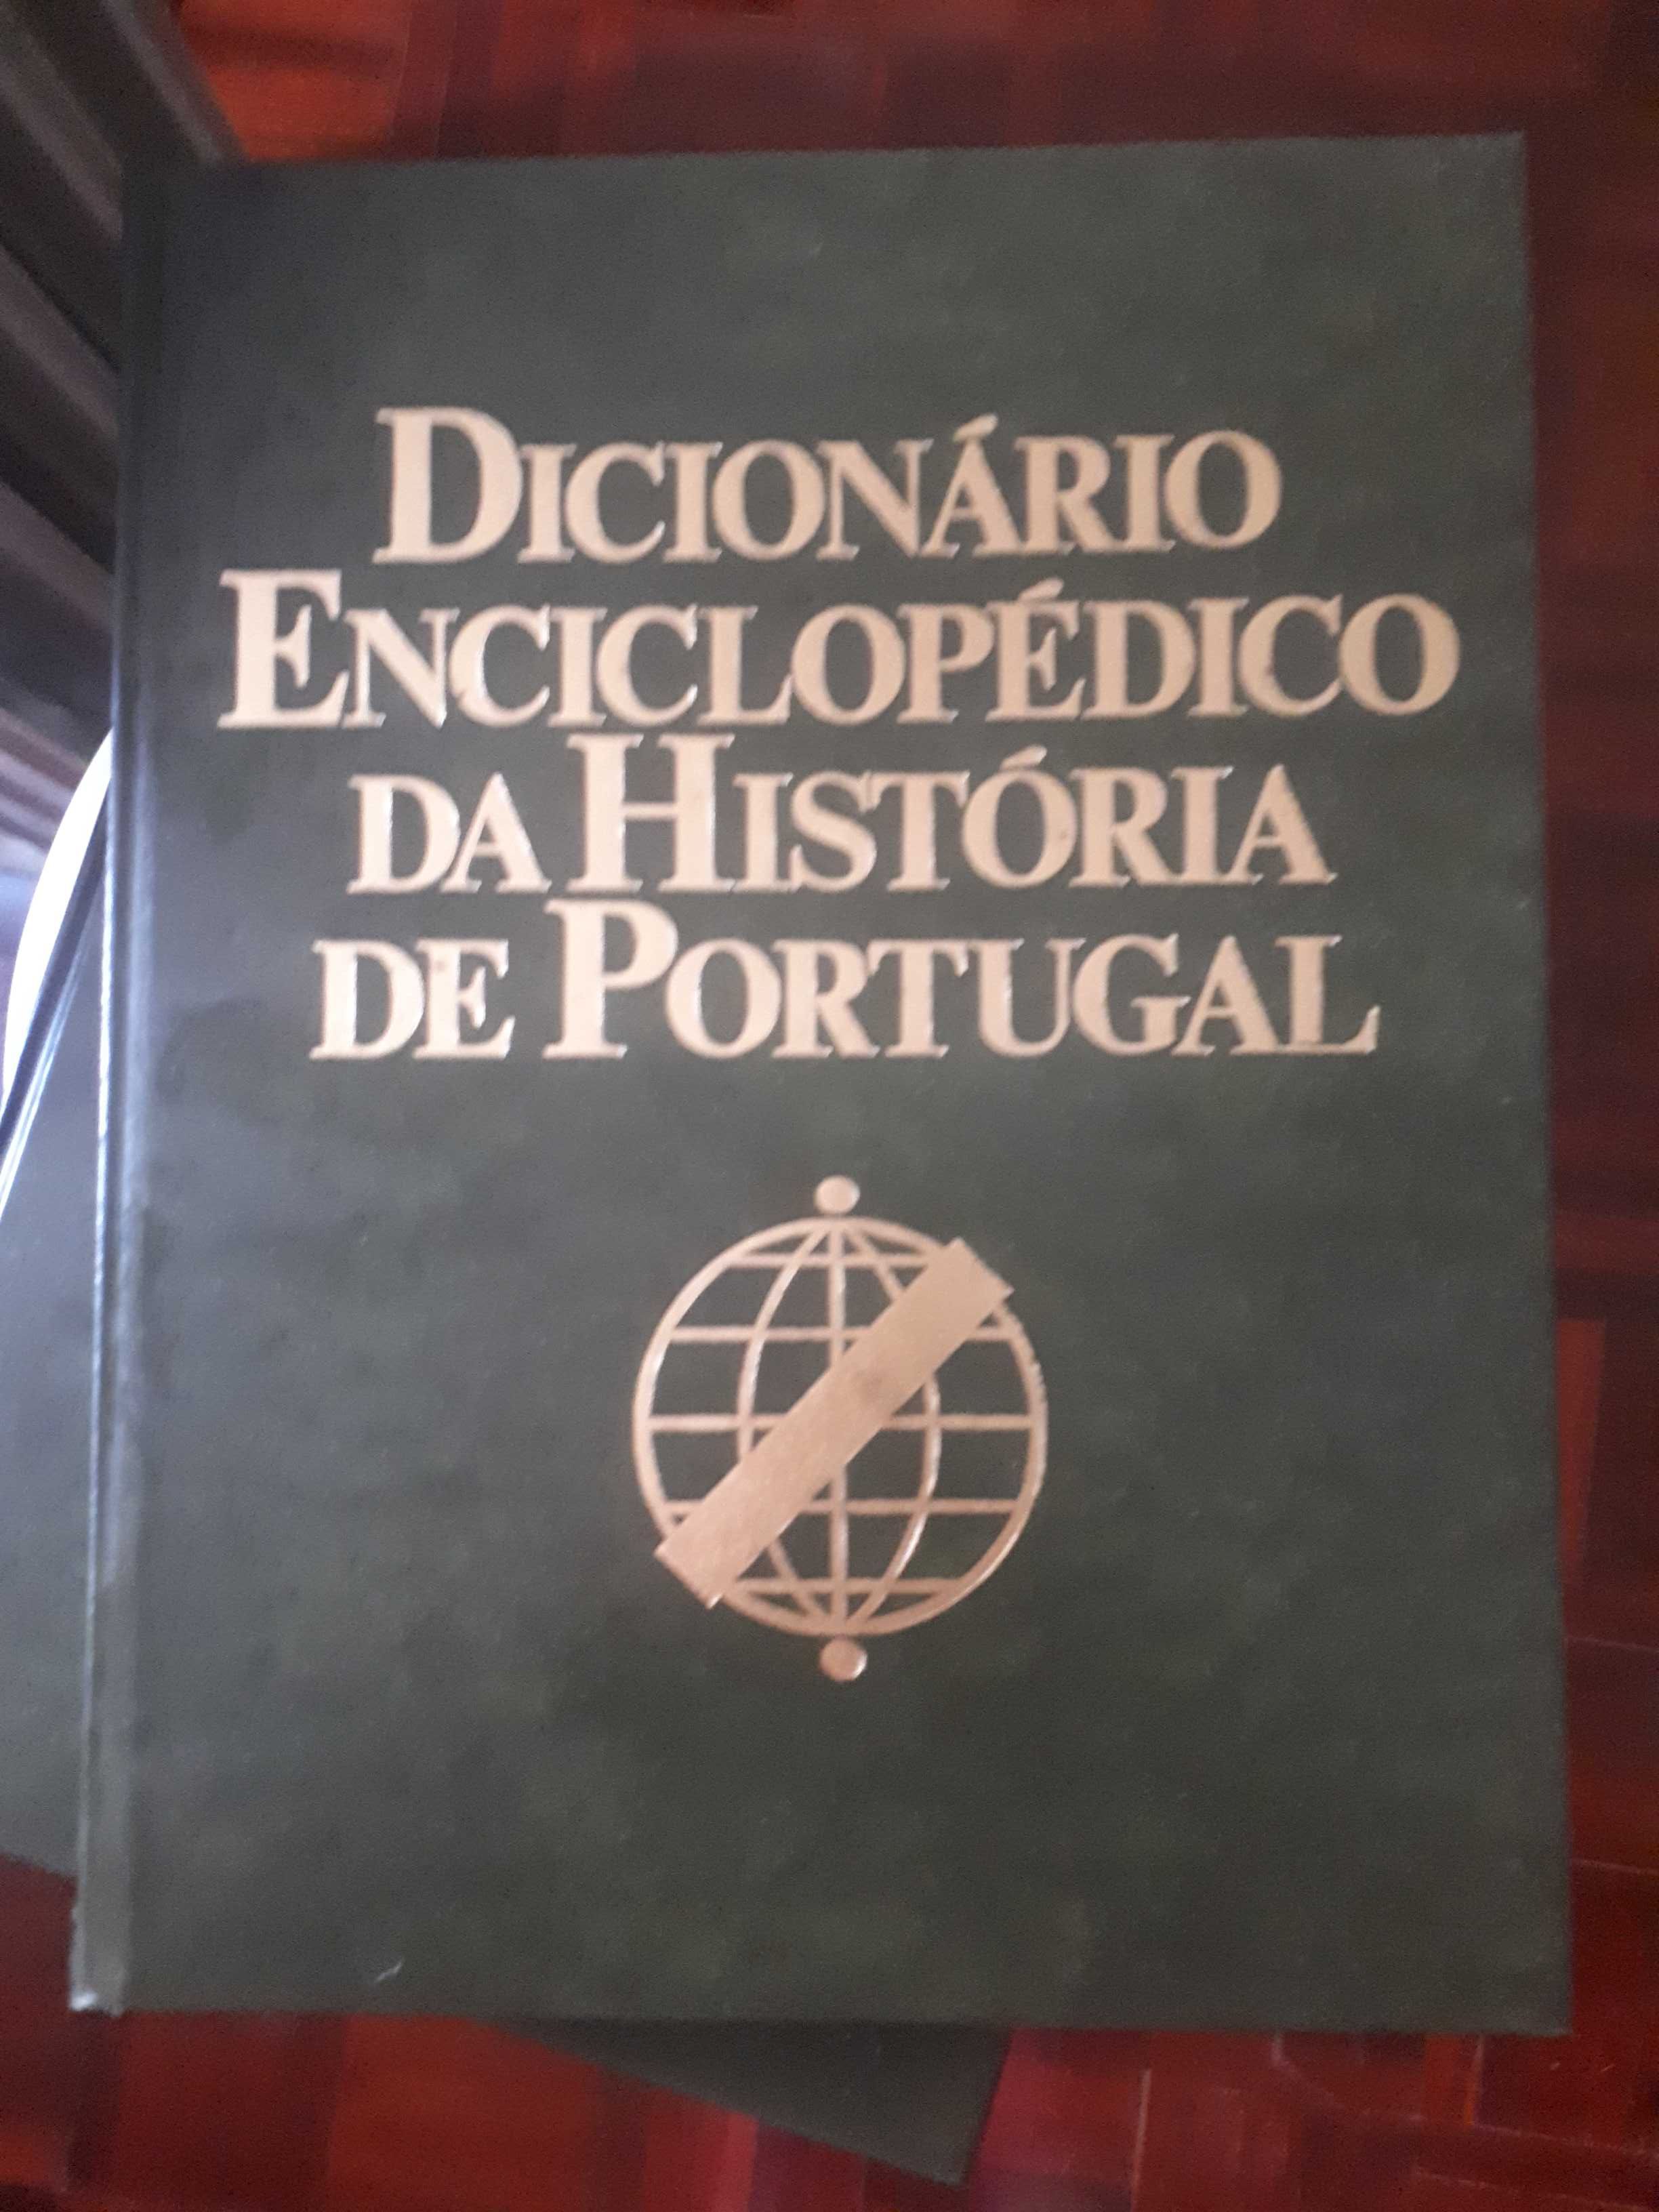 DICIONÁRIO
ENCICLOPÉDICO
DA HISTÓRIA
DE PORTUGAL